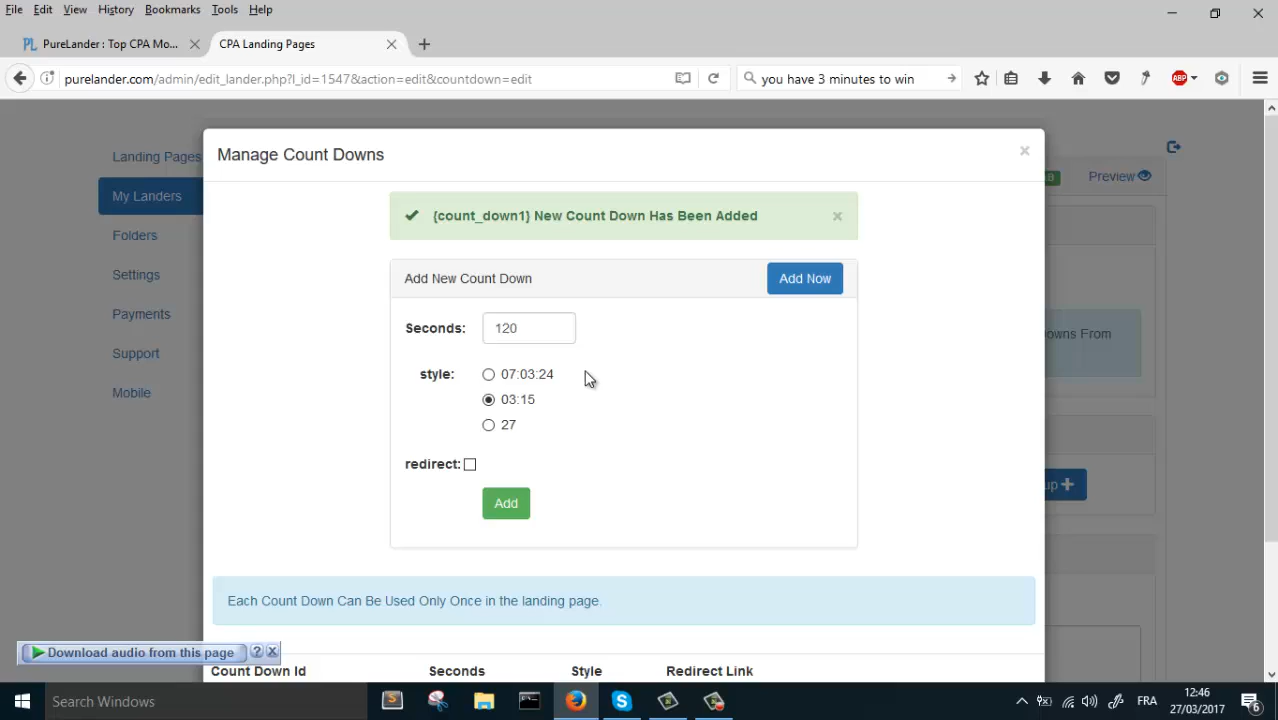 File Edit View History Bookmarks Tools Help
PL PureLander : Top CPA Mo...
CPA Landing Pages
purelander.com/admin/edit_lander.php?l_id=1547&action=edit&countdown=edit
you have 3 minutes to win
ABP
Landing Pages
My Landers
Folders
Settings
Payments
Support
Mobile
Preview
Manage Count Downs
×
{count_down1} New Count Down Has Been Added
×
Add New Count Down
Add Now
Seconds: 120
style: 07:03:24
03:15
27
redirect:
Add
owns From
up
Each Count Down Can Be Used Only Once in the landing page.
Download audio from this page ? X
Count Down Id Seconds Style Redirect Link
Search Windows
FRA
12:46
27/03/2017
6